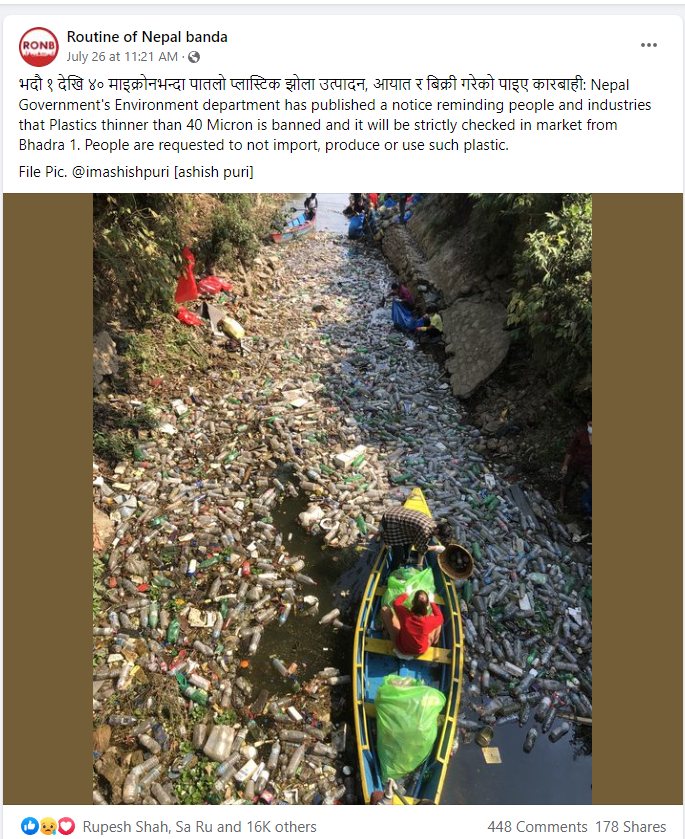 RONB
Routine of Nepal banda
July 26 at 11:21 AM ·
भदौ १ देखि ४० माइक्रोनभन्दा पातलो प्लास्टिक झोला उत्पादन, आयात र बिक्री गरेको पाइए कारबाही: Nepal
Government's Environment department has published a notice reminding people and industries
that Plastics thinner than 40 Micron is banned and it will be strictly checked in market from
Bhadra 1. People are requested to not import, produce or use such plastic.
File Pic. @imashishpuri [ashish puri]
Rupesh Shah, Sa Ru and 16K others
448 Comments 178 Shares